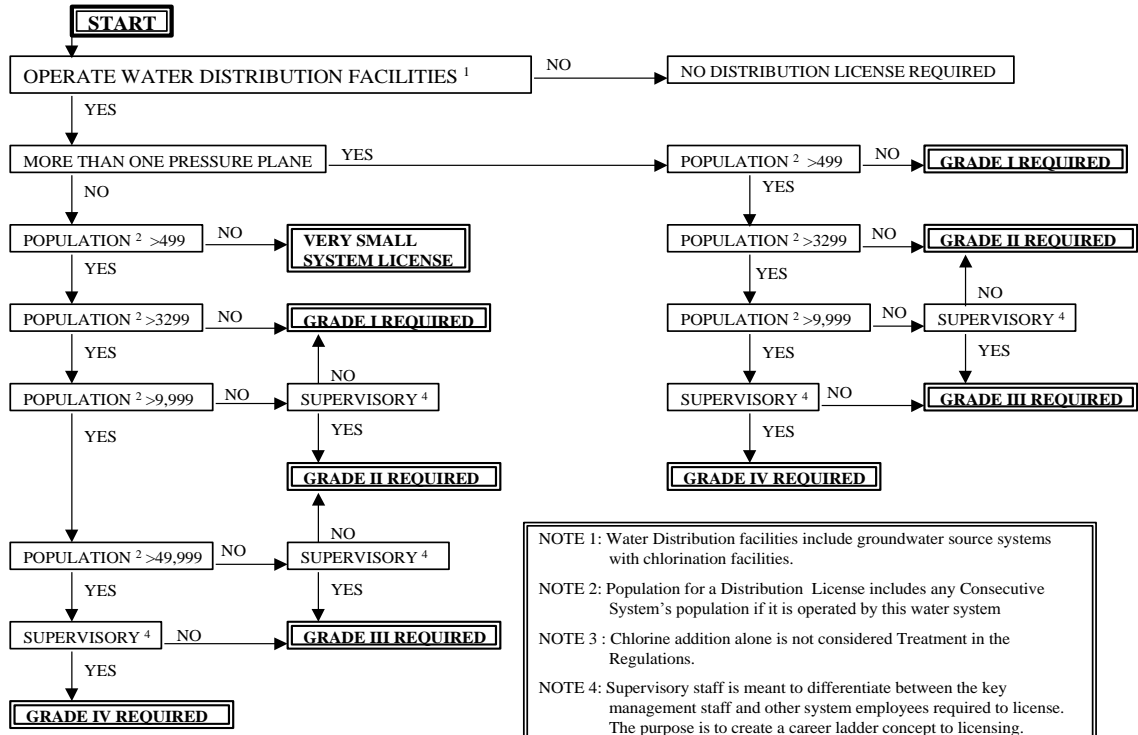 START
OPERATE WATER DISTRIBUTION FACILITIES 1
NO
NO DISTRIBUTION LICENSE REQUIRED
YES
MORE THAN ONE PRESSURE PLANE
YES
POPULATION 2 >499
NO
GRADE I REQUIRED
NO
YES
POPULATION 2 >499
NO
VERY SMALL
SYSTEM LICENSE
POPULATION 2 >3299
NO
GRADE II REQUIRED
YES
YES
NO
POPULATION 2 >3299
NO
GRADE I REQUIRED
POPULATION 2 >9,999
NO
SUPERVISORY 4
YES
NO
YES
YES
POPULATION 2 >9,999
NO
SUPERVISORY 4
SUPERVISORY 4
NO
GRADE III REQUIRED
YES
YES
YES
GRADE II REQUIRED
GRADE IV REQUIRED
NO
POPULATION 2 >49,999
NO
SUPERVISORY 4
YES
YES
SUPERVISORY 4
NO
GRADE III REQUIRED
YES
GRADE IV REQUIRED
NOTE 1: Water Distribution facilities include groundwater source systems
with chlorination facilities.
NOTE 2: Population for a Distribution License includes any Consecutive
System's population if it is operated by this water system
NOTE 3 : Chlorine addition alone is not considered Treatment in the
Regulations.
NOTE 4: Supervisory staff is meant to differentiate between the key
management staff and other system employees required to license.
The purpose is to create a career ladder concept to licensing.